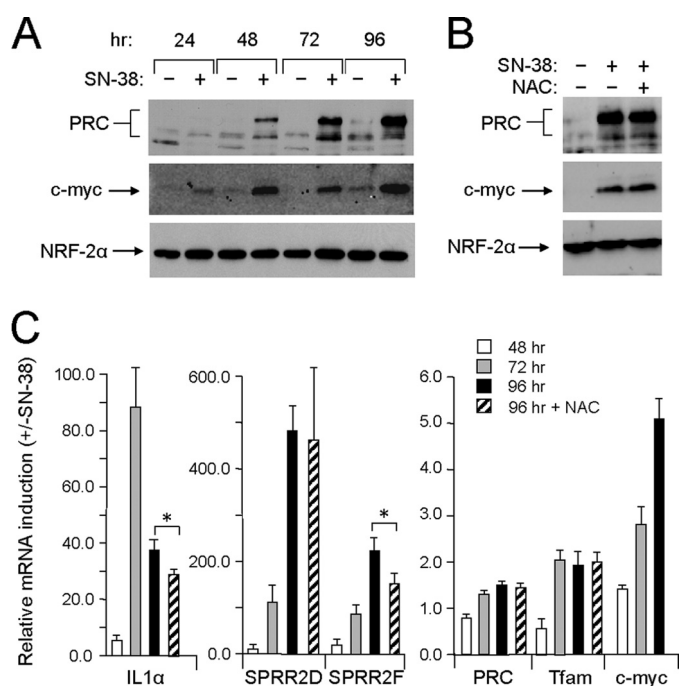 A
hr: 24 48 72 96
SN-38: – + – + – + – +
PRC
c-myc
NRF-2α
B
SN-38: – + +
NAC: – – +
PRC
c-myc
NRF-2α
C
Relative mRNA induction (+/-SN-38)
100.0
80.0
60.0
40.0
20.0
0.0
*
IL1α
600.0
400.0
200.0
0.0
*
SPRR2D SPRR2F
48 hr
72 hr
96 hr
96 hr + NAC
6.0
5.0
4.0
3.0
2.0
1.0
0.0
PRC Tfam c-myc